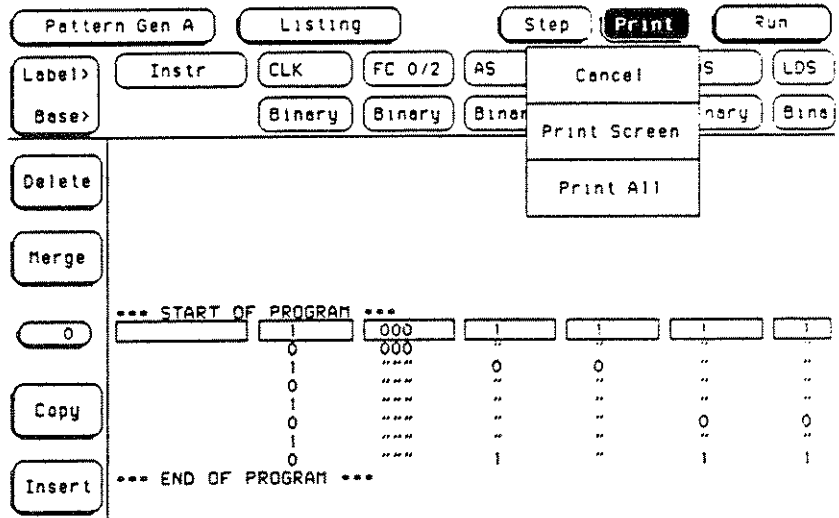 Pattern Gen A Listing Step Print Run
Label> Instr CLK FC 0/2 AS Cancel LDS
Base> Binary Binary Print Screen
Delete Print All
Merge
*** START OF PROGRAM ***
0 1 000 1 1 1 1
0 000 " " " "
1 """ 0 0 " "
0 """ " " " "
1 """ " " " "
Copy 0 """ " " 0 0
1 """ " " " "
0 """ 1 " 1 1
Insert *** END OF PROGRAM ***